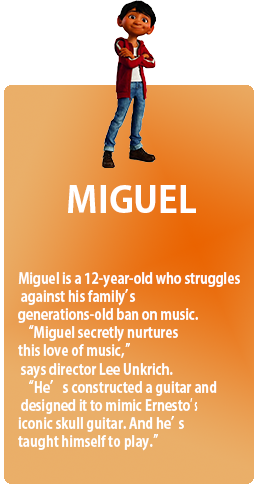 MIGUEL
Miguel is a 12-year-old who struggles
against his family's
generations-old ban on music.
“Miguel secretly nurtures
this love of music,”
says director Lee Unkrich.
“He's constructed a guitar and
designed it to mimic Ernesto's
iconic skull guitar. And he's
taught himself to play.”